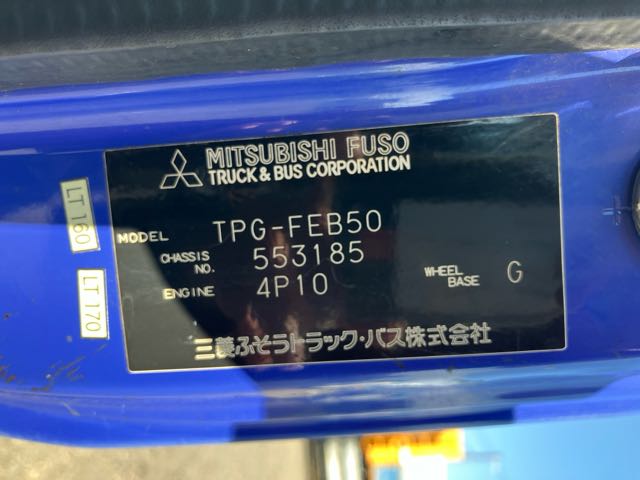 MITSUBISHI FUSO
TRUCK & BUS CORPORATION
MODEL TPG-FEB50
CHASSIS NO. 553185
ENGINE 4P10
WHEEL BASE G
三菱ふそうトラック・バス株式会社
LT 160
LT 170